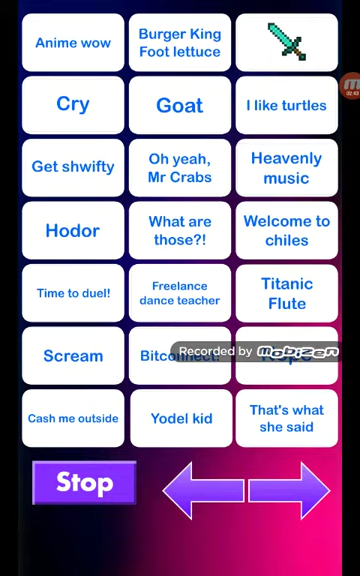 Anime wow
Burger King
Foot lettuce
Cry
Goat
I like turtles
Get shwifty
Oh yeah,
Mr Crabs
Heavenly
music
Hodor
What are
those?!
Welcome to
chiles
Time to duel!
Freelance
dance teacher
Titanic
Flute
Scream
Recorded by Mobizen
Cash me outside
Yodel kid
That's what
she said
Stop